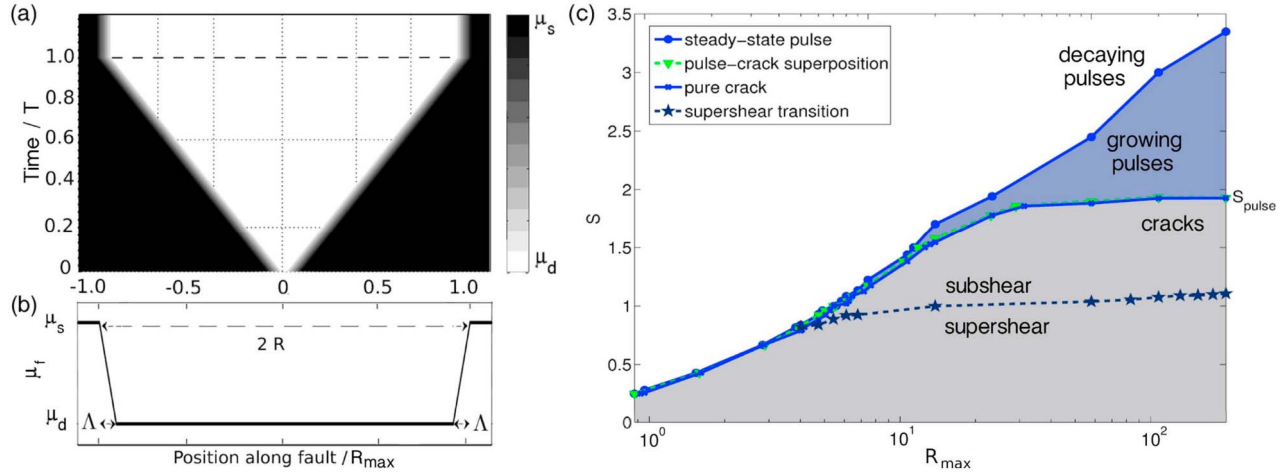 (a)
μs
μd
Time / T
1.0
0.8
0.6
0.4
0.2
0
-1.0
-0.5
0
0.5
1.0
(b)
μs
μf
μd
2 R
Λ
Λ
Position along fault /Rmax
(c)
3.5
3
2.5
2
1.5
1
0.5
0
S
steady-state pulse
pulse-crack superposition
pure crack
supershear transition
decaying
pulses
growing
pulses
Spulse
cracks
subshear
supershear
10^0
10^1
10^2
Rmax